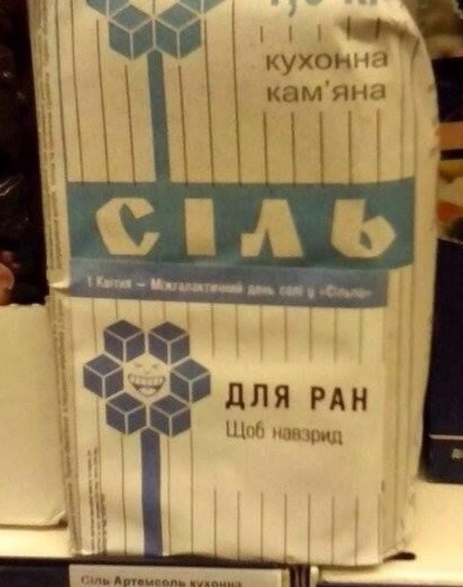 кухонна
кам'яна
СІЛЬ
1 Квітня – Міжгалактичний день солі у «Сільпо»
ДЛЯ РАН
Щоб навзрид
Сіль Артемсоль кухонна